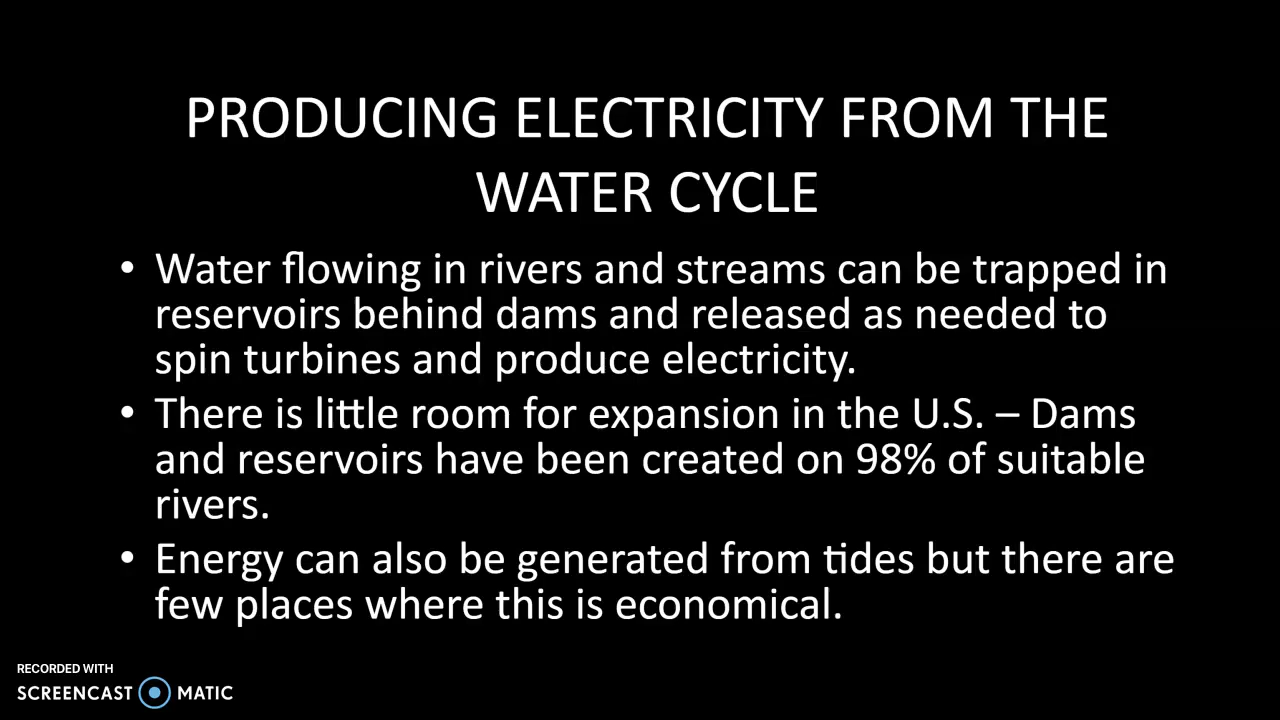 PRODUCING ELECTRICITY FROM THE
WATER CYCLE
• Water flowing in rivers and streams can be trapped in
reservoirs behind dams and released as needed to
spin turbines and produce electricity.
• There is little room for expansion in the U.S. – Dams
and reservoirs have been created on 98% of suitable
rivers.
• Energy can also be generated from tides but there are
few places where this is economical.
RECORDED WITH
SCREENCAST MATIC